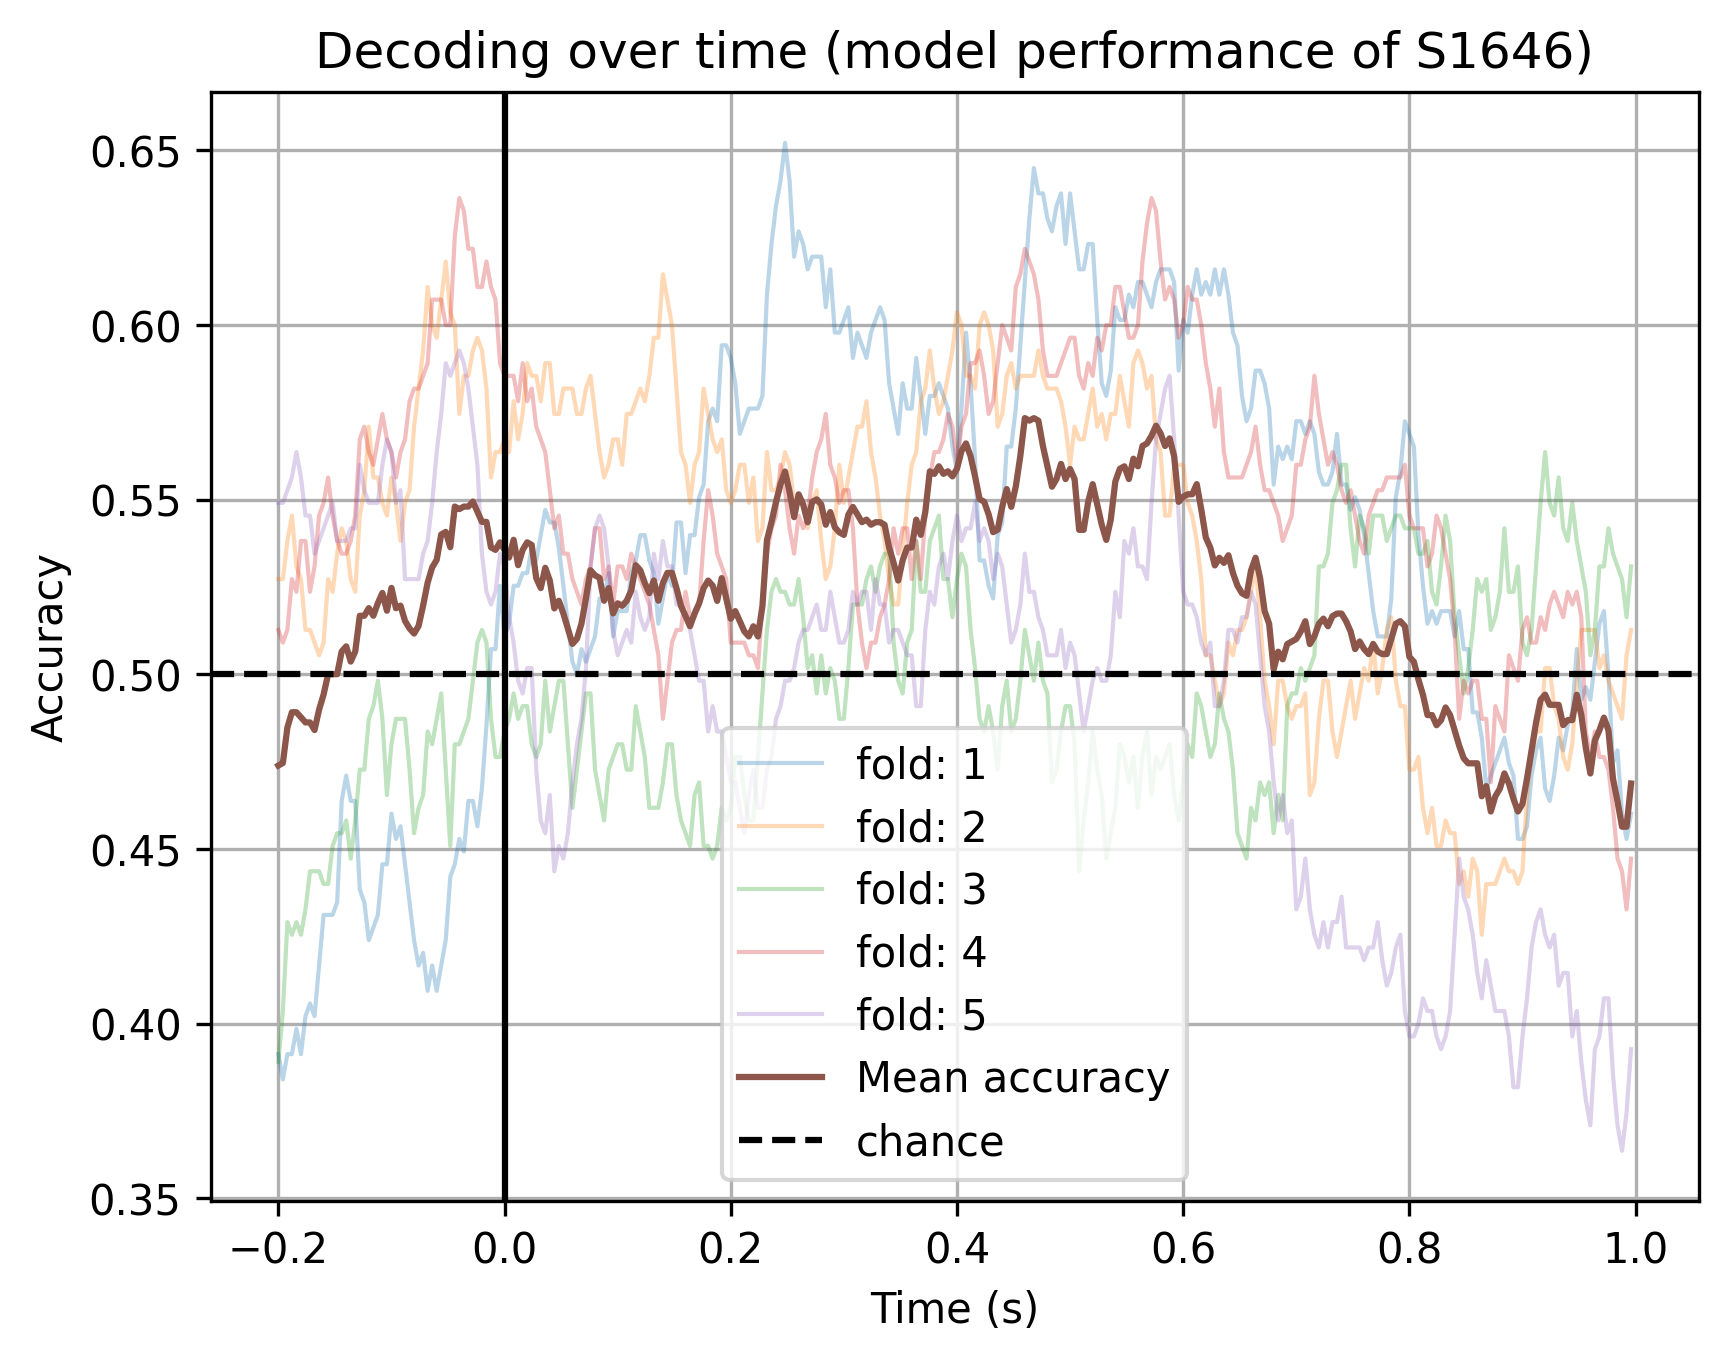 Decoding over time (model performance of S1646)
Accuracy
0.65
0.60
0.55
0.50
0.45
0.40
0.35
fold: 1
fold: 2
fold: 3
fold: 4
fold: 5
Mean accuracy
chance
−0.2 0.0 0.2 0.4 0.6 0.8 1.0
Time (s)